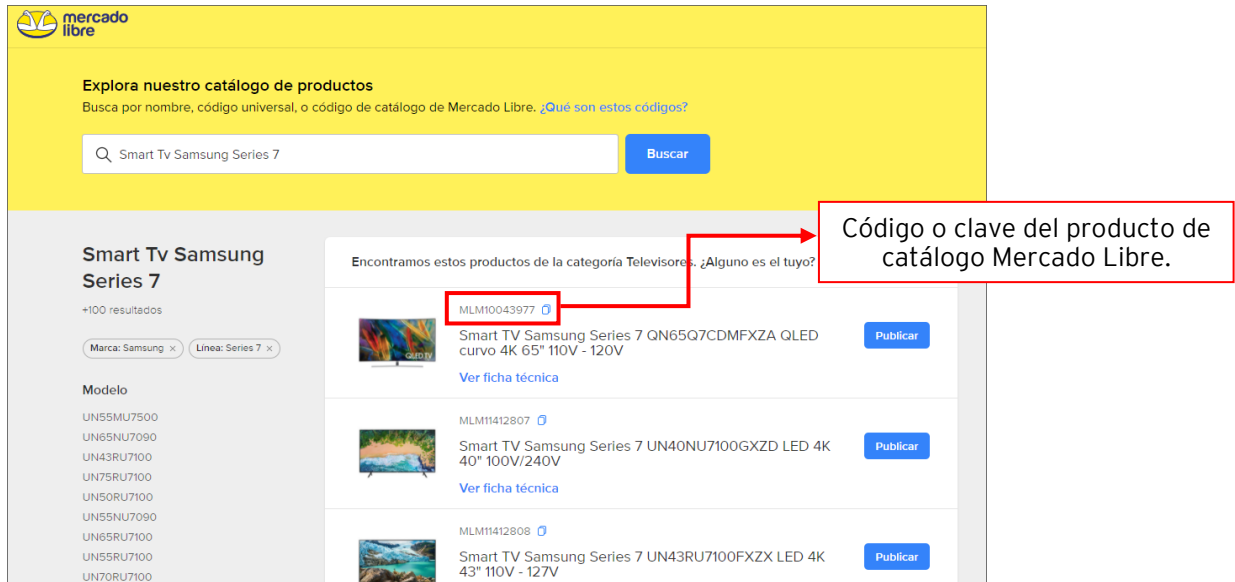 mercado
libre
Explora nuestro catálogo de productos
Busca por nombre, código universal, o código de catálogo de Mercado Libre. ¿Qué son estos códigos?
Smart Tv Samsung Series 7
Buscar
Código o clave del producto de
catálogo Mercado Libre.
Smart Tv Samsung
Series 7
+100 resultados
Marca: Samsung × Línea: Series 7 ×
Modelo
UN55MU7500
UN65NU7090
UN43RU7100
UN75RU7100
UN50RU7100
UN55NU7090
UN65RU7100
UN55RU7100
UN70RU7100
Encontramos estos productos de la categoría Televisores. ¿Alguno es el tuyo?
MLM10043977
QLED TV
Smart TV Samsung Series 7 QN65Q7CDMFXZA QLED
curvo 4K 65" 110V - 120V
Publicar
Ver ficha técnica
MLM11412807
Smart TV Samsung Series 7 UN40NU7100GXZD LED 4K
40" 100V/240V
Publicar
Ver ficha técnica
MLM11412808
Smart TV Samsung Series 7 UN43RU7100FXZX LED 4K
43" 110V - 127V
Publicar